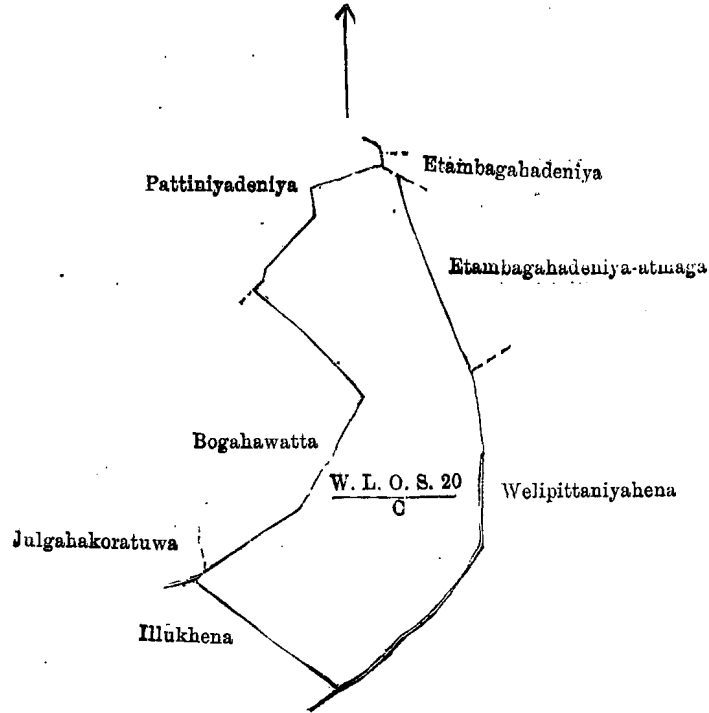 Etambagahadeniya
Pattiniyadeniya
Etambagahadeniya-atmaga
Bogahawatta
W. L. O. S. 20
C
Welipittaniyahena
Julgahakoratuwa
Illukhena